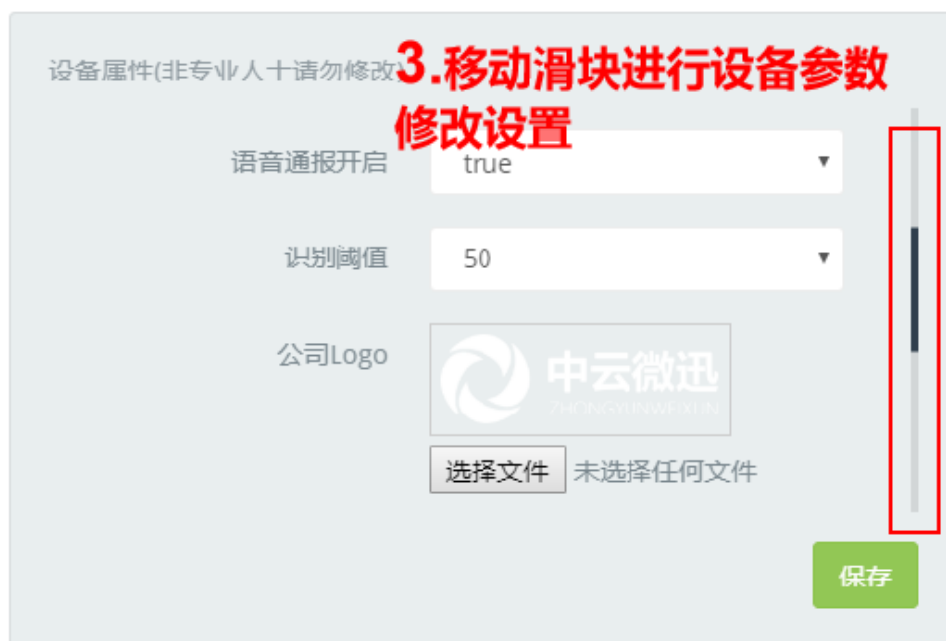 设备属性(非专业人士请勿修改)
3.移动滑块进行设备参数
修改设置
语音通报开启
true
识别阈值
50
公司Logo
中云微迅
ZHONGYUNWEIXUN
选择文件 未选择任何文件
保存